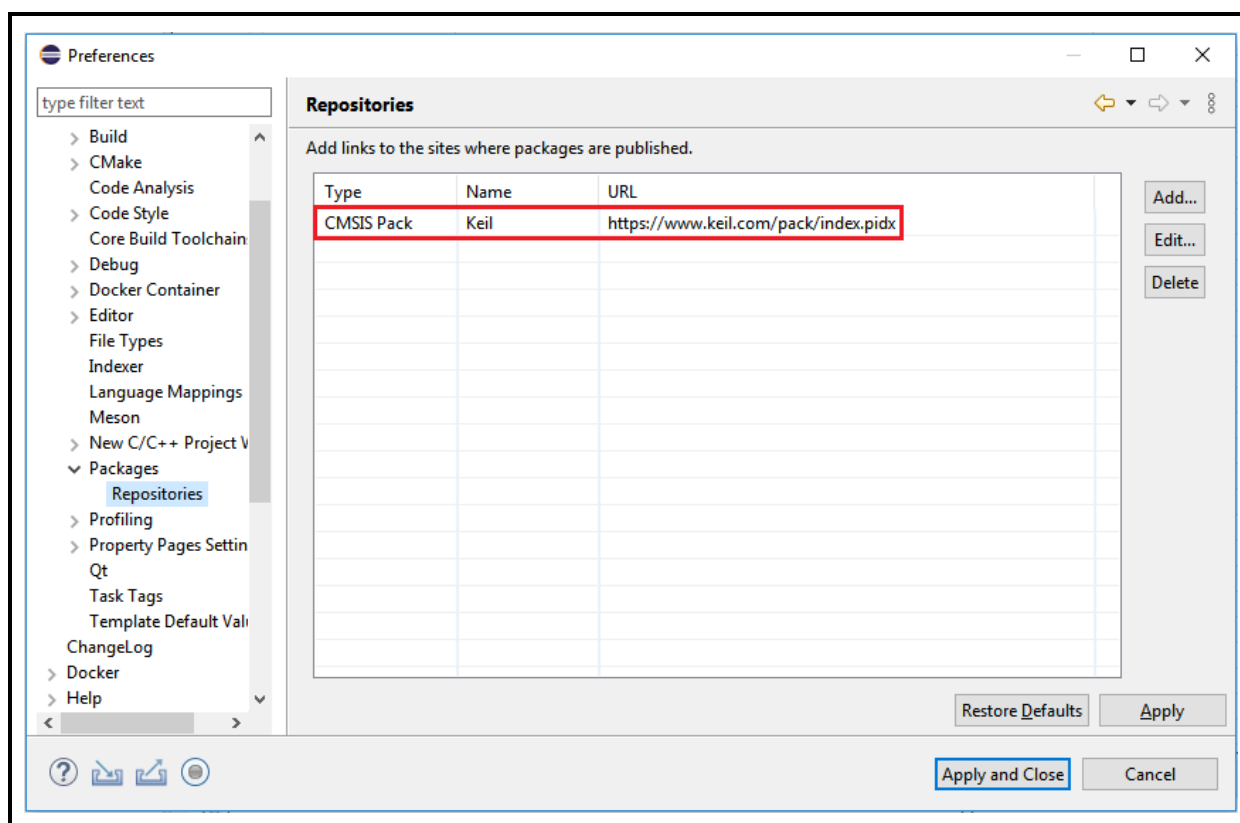 Preferences
type filter text
Build
CMake
Code Analysis
Code Style
Core Build Toolchain
Debug
Docker Container
Editor
File Types
Indexer
Language Mappings
Meson
New C/C++ Project W
Packages
Repositories
Profiling
Property Pages Settin
Qt
Task Tags
Template Default Valu
ChangeLog
Docker
Help
Repositories
Add links to the sites where packages are published.
Type Name URL
CMSIS Pack Keil https://www.keil.com/pack/index.pidx
Add...
Edit...
Delete
Restore Defaults Apply
Apply and Close Cancel